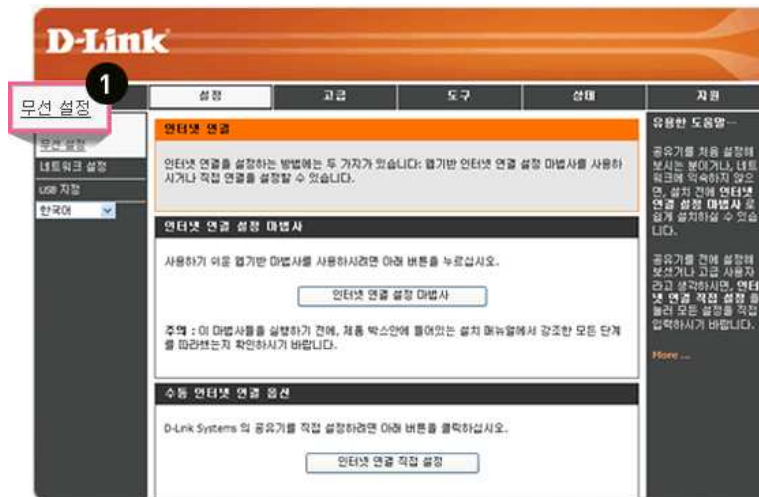 D-Link
1
무선 설정
설정
고급
도구
상태
지원
무선 설정
네트워크 설정
USB 지정
한국어
인터넷 연결
인터넷 연결을 설정하는 방법에는 두 가지가 있습니다: 웹기반 인터넷 연결 설정 마법사를 사용하
시거나 직접 연결을 설정할 수 있습니다.
인터넷 연결 설정 마법사
사용하기 쉬운 웹기반 마법사를 사용하시려면 아래 버튼을 누르십시오.
인터넷 연결 설정 마법사
주의 : 이 마법사들을 실행하기 전에, 제품 박스안에 들어있는 설치 매뉴얼에서 강조한 모든 단계
를 따라했는지 확인하시기 바랍니다.
수동 인터넷 연결 옵션
D-Link Systems 의 공유기를 직접 설정하려면 아래 버튼을 클릭하십시오.
인터넷 연결 직접 설정
유용한 도움말...
공유기를 처음 설정해
보시는 분이거나, 네트
워크에 익숙하지 않으
면, 설치 전에 인터넷
연결 설정 마법사 로
쉽게 설치하실 수 있습
니다.
공유기를 전에 설정해
보셨거나 고급 사용자
라고 생각하시면, 인터
넷 연결 직접 설정 을
눌러 모든 설정을 직접
입력하시기 바랍니다.
More ...